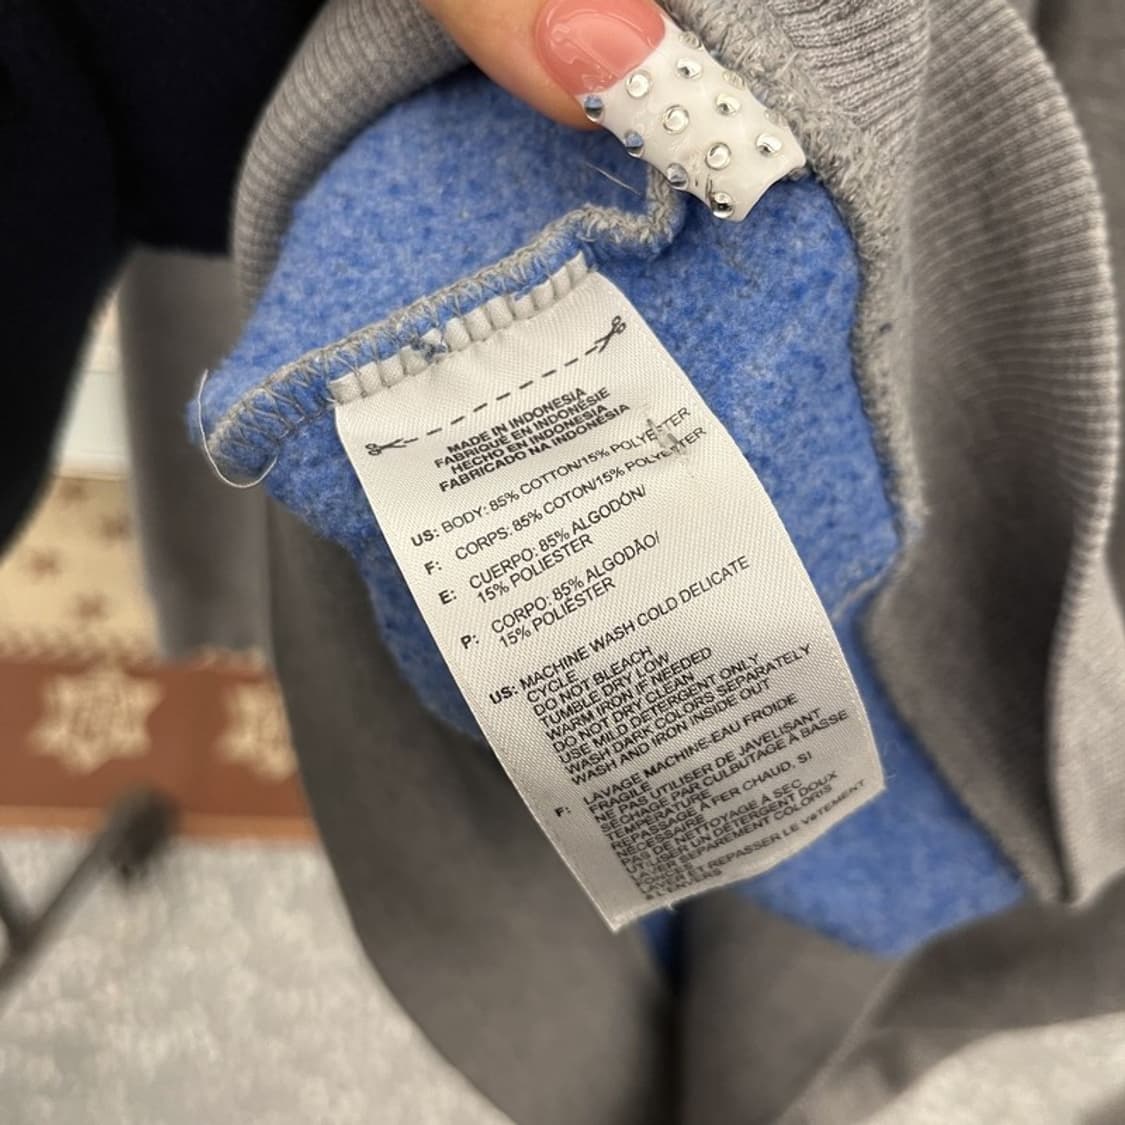 MADE IN INDONESIA
FABRIQUÉ EN INDONÉSIE
HECHO EN INDONESIA
FABRICADO NA INDONÉSIA
US: BODY: 85% COTTON/15% POLYESTER
F: CORPS: 85% COTON/15% POLYESTER
E: CUERPO: 85% ALGODÓN/
15% POLIÉSTER
P: CORPO: 85% ALGODÃO/
15% POLIÉSTER
US: MACHINE WASH COLD DELICATE
CYCLE
DO NOT BLEACH
TUMBLE DRY LOW
WARM IRON IF NEEDED
DO NOT DRY CLEAN
USE MILD DETERGENT ONLY
WASH DARK COLORS SEPARATELY
WASH AND IRON INSIDE OUT
F: LAVAGE MACHINE-EAU FROIDE
FRAGILE
NE PAS UTILISER DE JAVELISANT
SÉCHAGE PAR CULBUTAGE À BASSE
TEMPÉRATURE
REPASSAGE À FER CHAUD, SI
NÉCESSAIRE
PAS DE NETTOYAGE À SEC
UTILISER UN DÉTERGENT DOUX
LAVER SÉPARÉMENT COLORIS
FONCÉS
LAVER ET REPASSER LE VÊTEMENT
À L'ENVERS